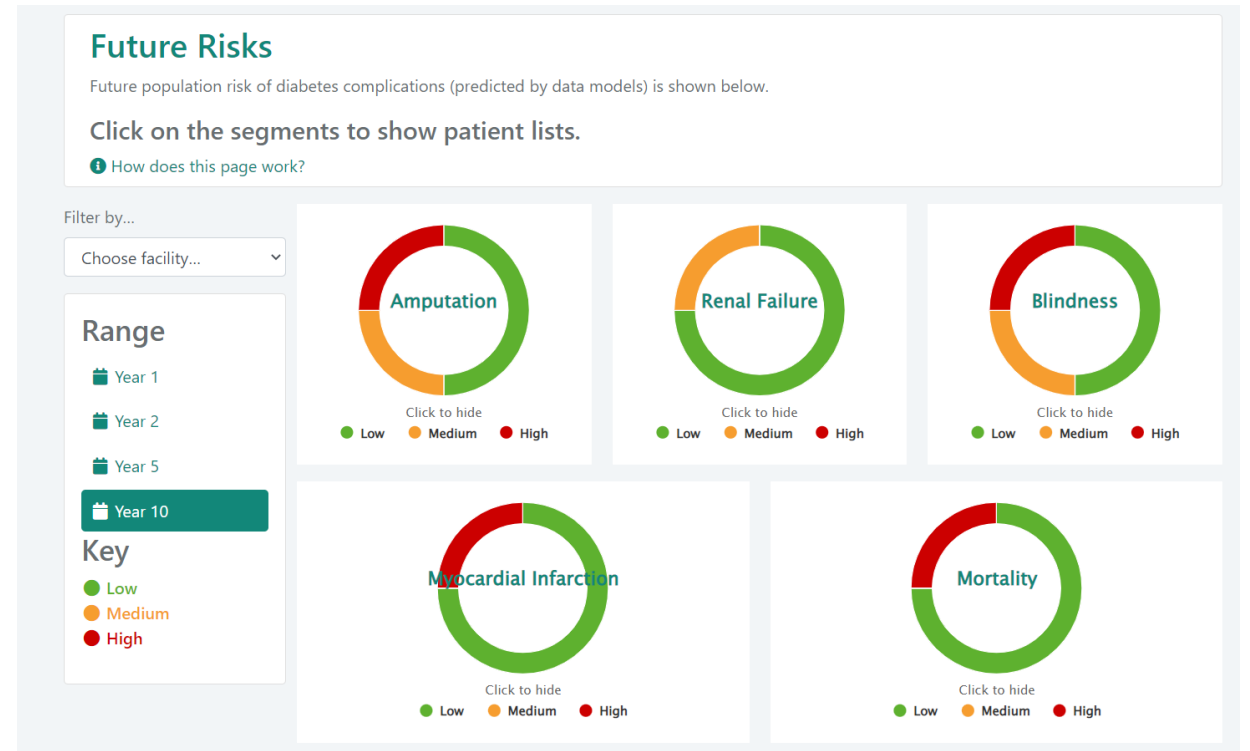 Future Risks
Future population risk of diabetes complications (predicted by data models) is shown below.
Click on the segments to show patient lists.
How does this page work?
Filter by...
Choose facility...
Range
Year 1
Year 2
Year 5
Year 10
Key
Low
Medium
High
Amputation
Click to hide
Low Medium High
Renal Failure
Click to hide
Low Medium High
Blindness
Click to hide
Low Medium High
Myocardial Infarction
Click to hide
Low Medium High
Mortality
Click to hide
Low Medium High